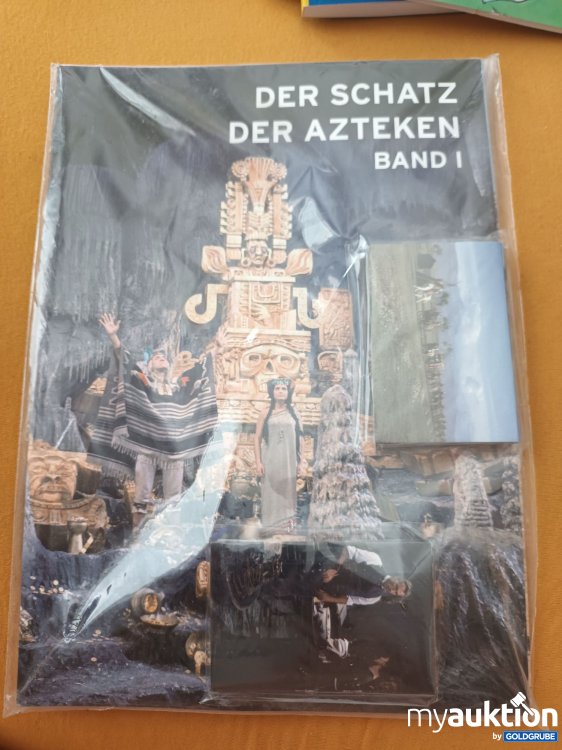 DER SCHATZ
DER AZTEKEN
BAND I
myauktion
by GOLDGRUBE